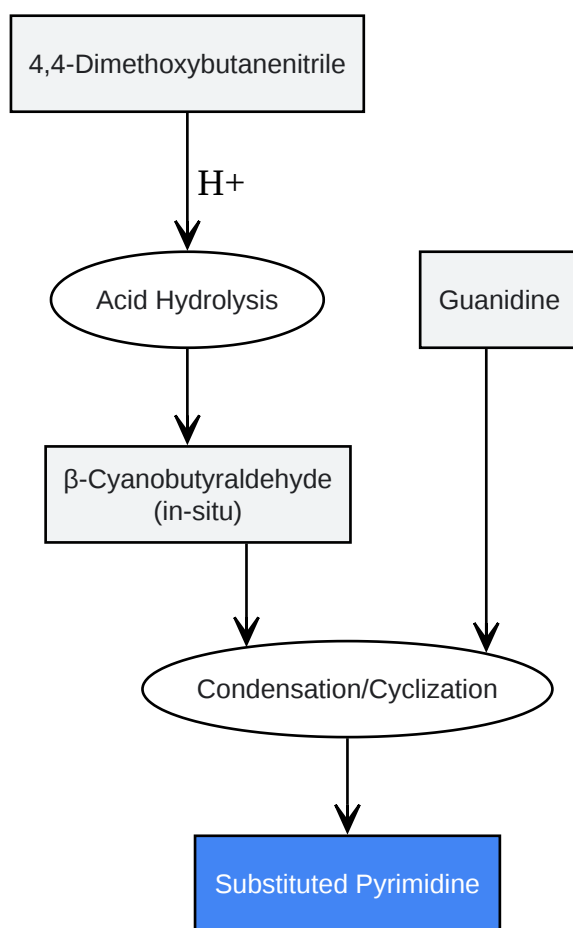 4,4-Dimethoxybutanenitrile
H+
Acid Hydrolysis
Guanidine
β-Cyanobutyraldehyde
(in-situ)
Condensation/Cyclization
Substituted Pyrimidine